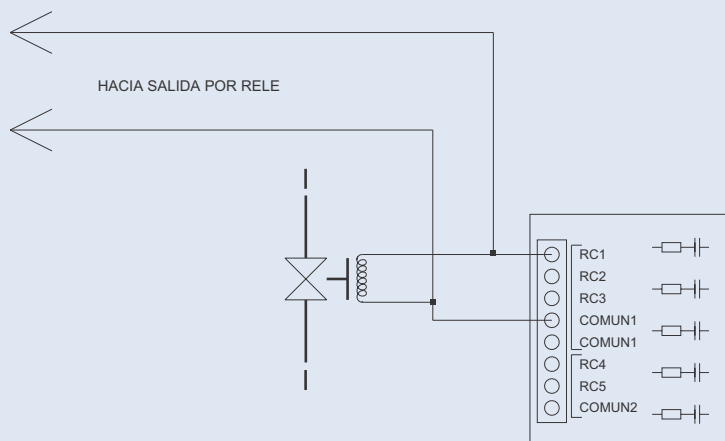 HACIA SALIDA POR RELE
RC1
RC2
RC3
COMUN1
COMUN1
RC4
RC5
COMUN2